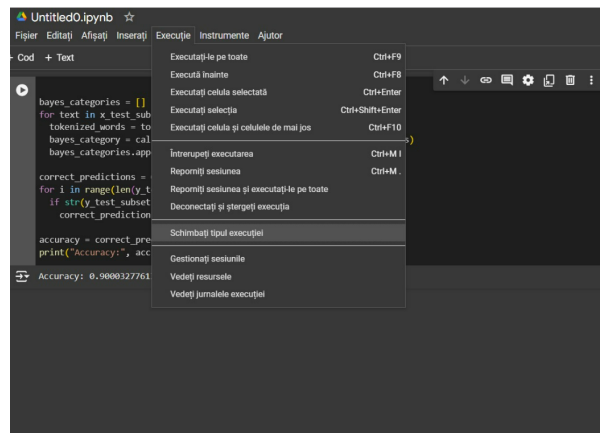 Untitled0.ipynb
Fișier Editați Afișați Inserați Execuție Instrumente Ajutor
+ Cod + Text
Executați-le pe toate Ctrl+F9
Execută înainte Ctrl+F8
Executați celula selectată Ctrl+Enter
Executați selecția Ctrl+Shift+Enter
Executați celula și celulele de mai jos Ctrl+F10
Întrerupeți executarea Ctrl+M I
Reporniți sesiunea Ctrl+M .
Reporniți sesiunea și executați-le pe toate
Deconectați și ștergeți execuția
Schimbați tipul execuției
Gestionați sesiunile
Vedeți resursele
Vedeți jurnalele execuției
bayes_categories = []
for text in x_test_sub
tokenized_words = to
bayes_category = cal s)
bayes_categories.app
correct_predictions =
for i in range(len(y_t
if str(y_test_subset
correct_prediction
accuracy = correct_pre
print("Accuracy:", acc
Accuracy: 0.9000327761